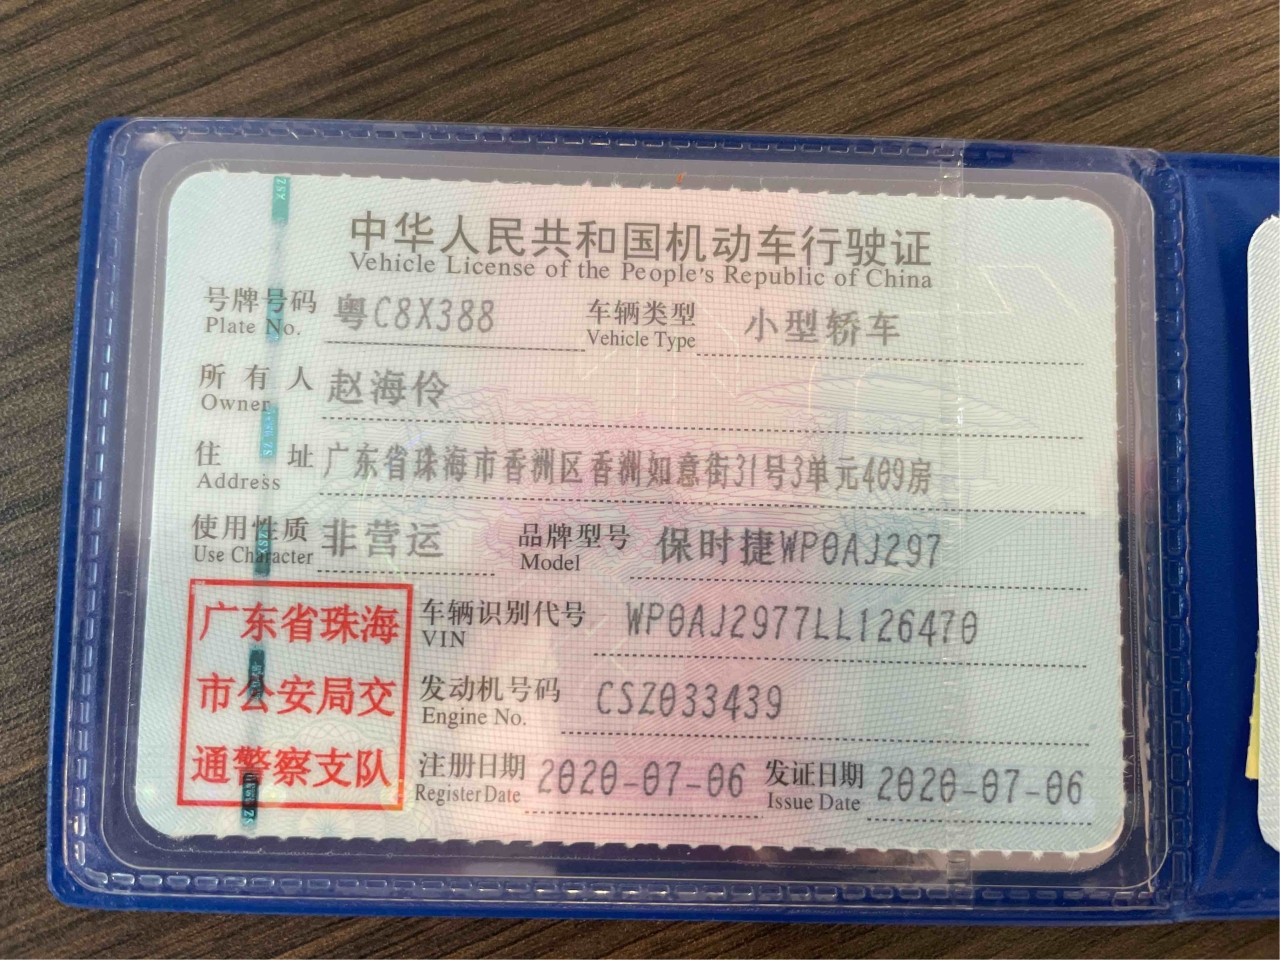 中华人民共和国机动车行驶证
Vehicle License of the People's Republic of China
号牌号码 粤C8X388 车辆类型 小型轿车
Plate No. Vehicle Type
所有人 赵海伶
Owner
住址 广东省珠海市香洲区香洲如意街31号3单元409房
Address
使用性质 非营运 品牌型号 保时捷WP0AJ297
Use Character Model
广东省珠海
市公安局交
通警察支队
车辆识别代号 WP0AJ2977LL126470
VIN
发动机号码 CSZ033439
Engine No.
注册日期 2020-07-06 发证日期 2020-07-06
Register Date Issue Date